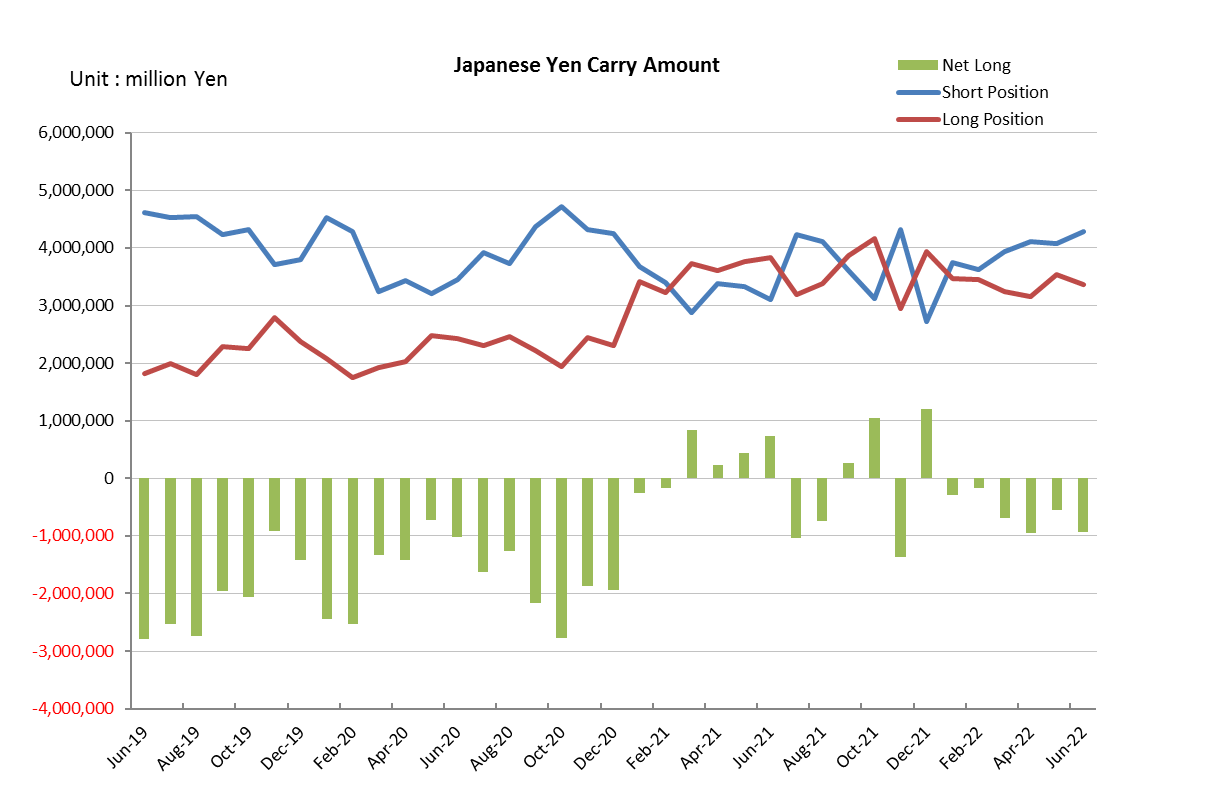 Japanese Yen Carry Amount
Unit : million Yen
Net Long
Short Position
Long Position
6,000,000
5,000,000
4,000,000
3,000,000
2,000,000
1,000,000
0
-1,000,000
-2,000,000
-3,000,000
-4,000,000
Jun-19
Aug-19
Oct-19
Dec-19
Feb-20
Apr-20
Jun-20
Aug-20
Oct-20
Dec-20
Feb-21
Apr-21
Jun-21
Aug-21
Oct-21
Dec-21
Feb-22
Apr-22
Jun-22